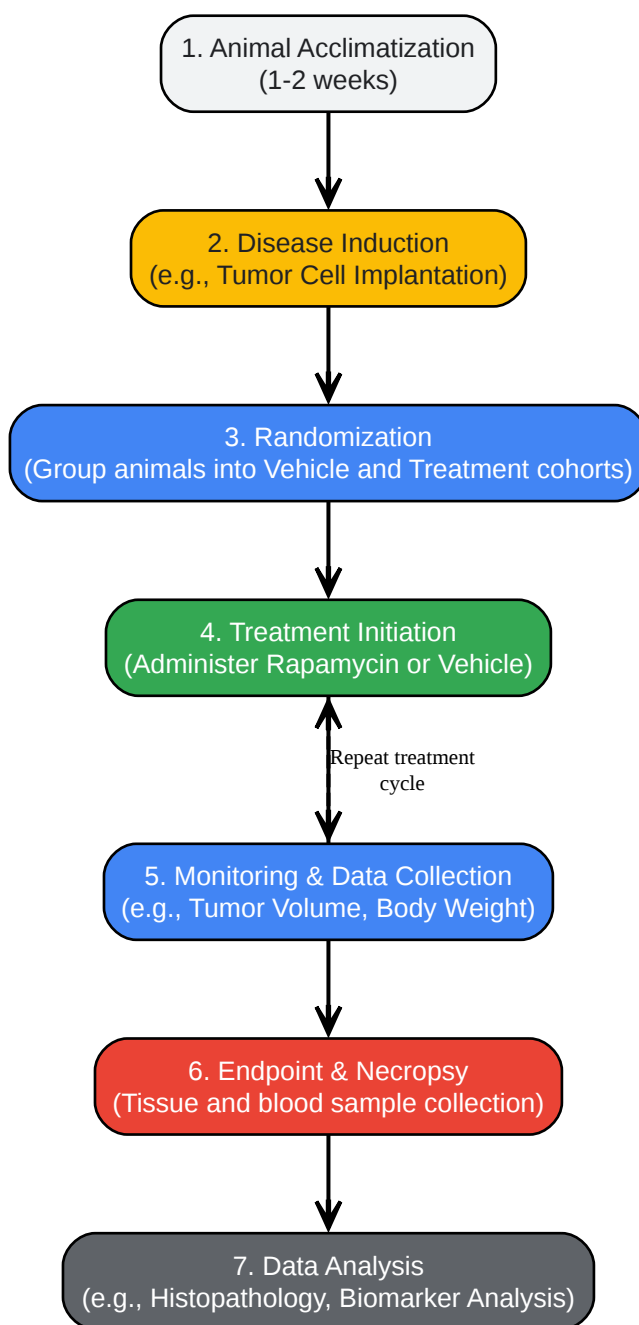 1. Animal Acclimatization
(1-2 weeks)
2. Disease Induction
(e.g., Tumor Cell Implantation)
3. Randomization
(Group animals into Vehicle and Treatment cohorts)
4. Treatment Initiation
(Administer Rapamycin or Vehicle)
Repeat treatment
cycle
5. Monitoring & Data Collection
(e.g., Tumor Volume, Body Weight)
6. Endpoint & Necropsy
(Tissue and blood sample collection)
7. Data Analysis
(e.g., Histopathology, Biomarker Analysis)